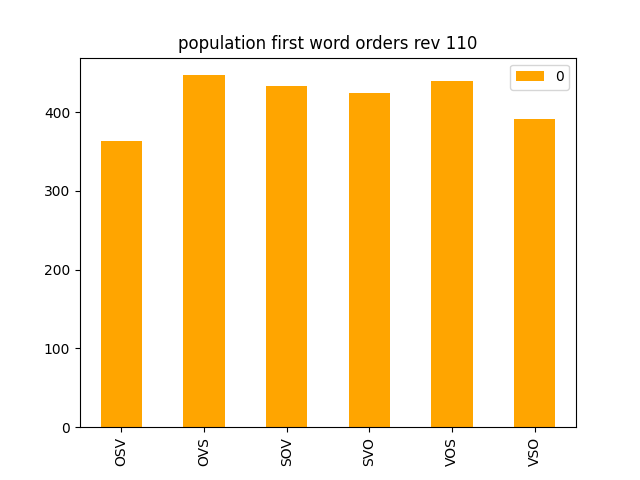 population first word orders rev 110
0
400
300
200
100
0
OSV
OVS
SOV
SVO
VOS
VSO